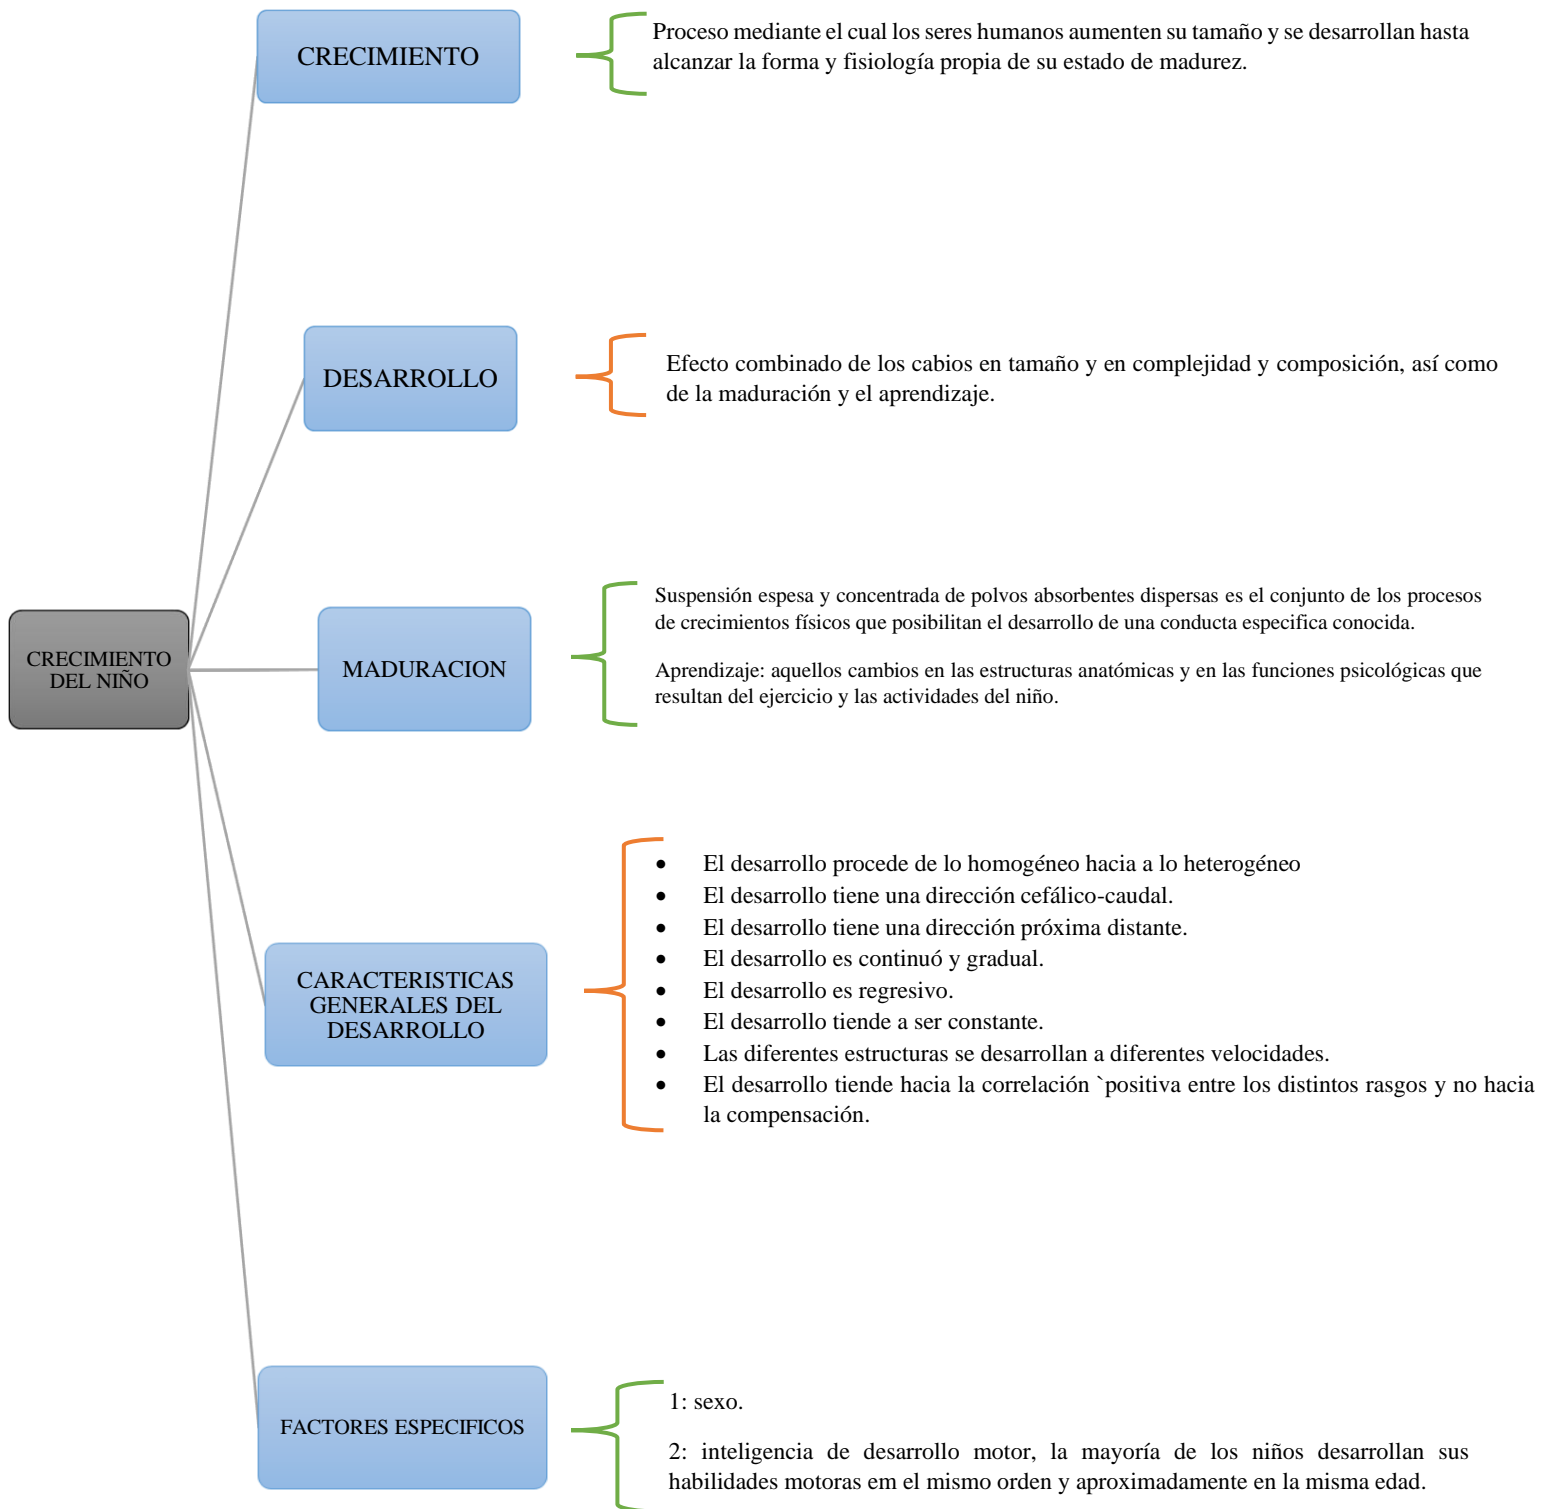 CRECIMIENTO
Proceso mediante el cual los seres humanos aumenten su tamaño y se desarrollan hasta
alcanzar la forma y fisiología propia de su estado de madurez.
DESARROLLO
Efecto combinado de los cabios en tamaño y en complejidad y composición, así como
de la maduración y el aprendizaje.
CRECIMIENTO
DEL NIÑO
MADURACION
Suspensión espesa y concentrada de polvos absorbentes dispersas es el conjunto de los procesos
de crecimientos físicos que posibilitan el desarrollo de una conducta especifica conocida.
Aprendizaje: aquellos cambios en las estructuras anatómicas y en las funciones psicológicas que
resultan del ejercicio y las actividades del niño.
CARACTERISTICAS
GENERALES DEL
DESARROLLO
• El desarrollo procede de lo homogéneo hacia a lo heterogéneo
• El desarrollo tiene una dirección cefálico-caudal.
• El desarrollo tiene una dirección próxima distante.
• El desarrollo es continuó y gradual.
• El desarrollo es regresivo.
• El desarrollo tiende a ser constante.
• Las diferentes estructuras se desarrollan a diferentes velocidades.
• El desarrollo tiende hacia la correlación `positiva entre los distintos rasgos y no hacia
la compensación.
FACTORES ESPECIFICOS
1: sexo.
2: inteligencia de desarrollo motor, la mayoría de los niños desarrollan sus
habilidades motoras em el mismo orden y aproximadamente en la misma edad.